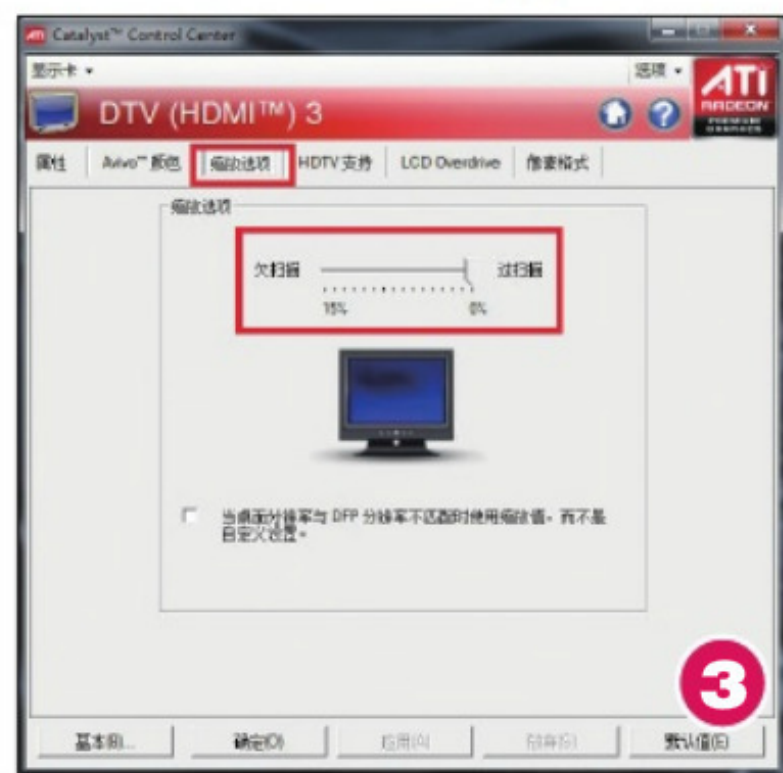 ATI Catalyst™ Control Center
显示卡 选项
ATI
RADEON
PREMIUM
GRAPHICS
DTV (HDMI™) 3
属性 Avivo™ 颜色 缩放选项 HDTV 支持 LCD Overdrive 像素格式
缩放选项
欠扫描 过扫描
15% 0%
当桌面分辨率与 DFP 分辨率不匹配时使用缩放值。而不是
自定义设置。
3
基本(B)... 确定(O) 应用(A) 放弃(S) 默认值(E)